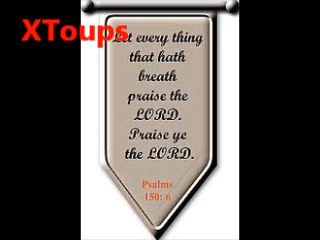 XToups
Let every thing
that hath
breath
praise the
LORD.
Praise ye
the LORD.
Psalms
150: 6